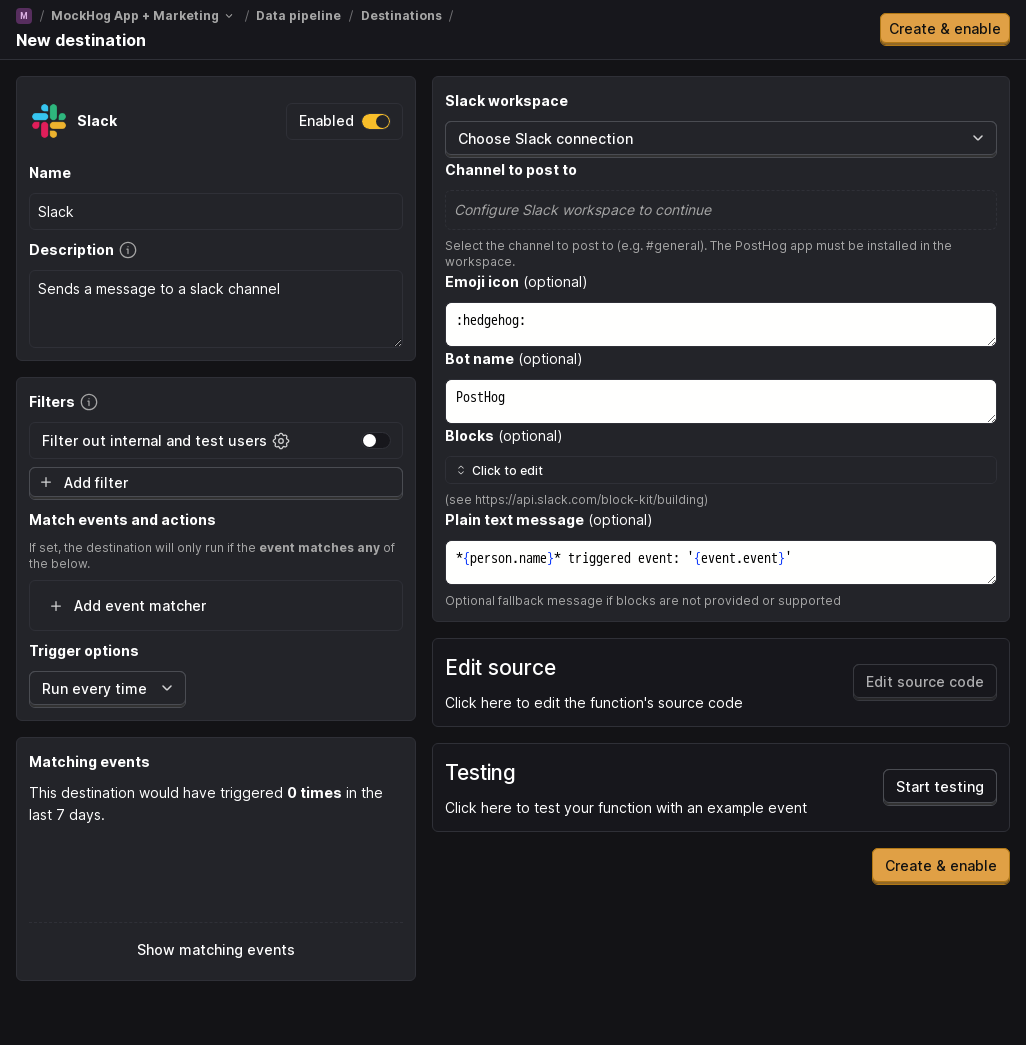 M / MockHog App + Marketing / Data pipeline / Destinations /
New destination
Create & enable
Slack
Enabled
Name
Slack
Description
Sends a message to a slack channel
Filters
Filter out internal and test users
Add filter
Match events and actions
If set, the destination will only run if the event matches any of
the below.
Add event matcher
Trigger options
Run every time
Matching events
This destination would have triggered 0 times in the
last 7 days.
Show matching events
Slack workspace
Choose Slack connection
Channel to post to
Configure Slack workspace to continue
Select the channel to post to (e.g. #general). The PostHog app must be installed in the
workspace.
Emoji icon (optional)
:hedgehog:
Bot name (optional)
PostHog
Blocks (optional)
Click to edit
(see https://api.slack.com/block-kit/building)
Plain text message (optional)
*{person.name}* triggered event: '{event.event}'
Optional fallback message if blocks are not provided or supported
Edit source
Click here to edit the function's source code
Edit source code
Testing
Click here to test your function with an example event
Start testing
Create & enable